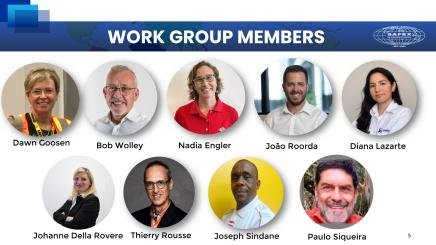 WORK GROUP MEMBERS
SAFEX
Dawn Goosen
Bob Wolley
Nadia Engler
João Roorda
Diana Lazarte
Johanne Della Rovere
Thierry Rousse
Joseph Sindane
Paulo Siqueira
5